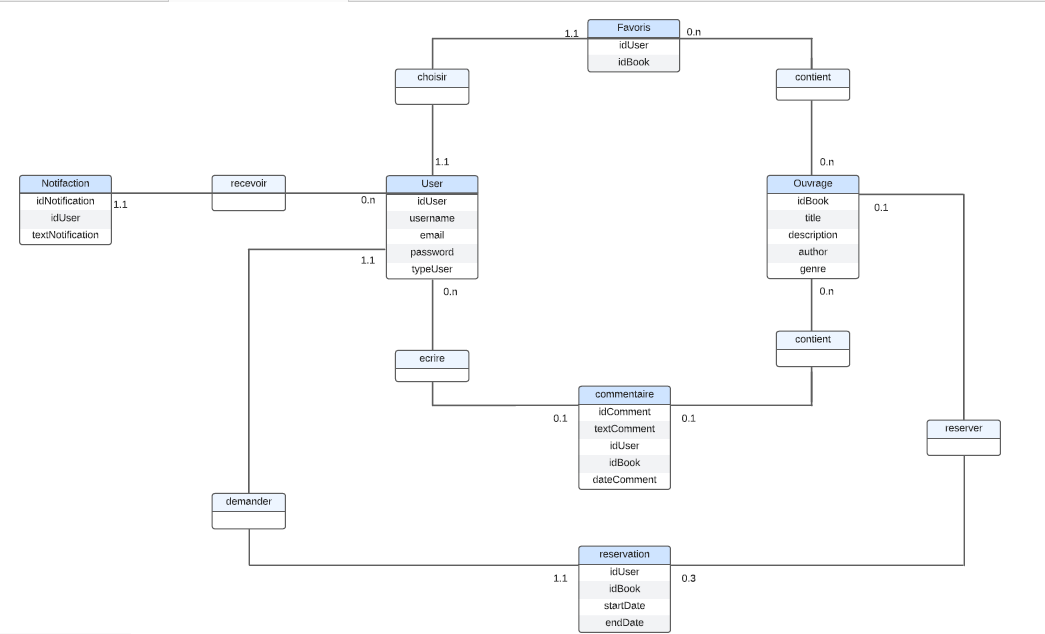 Favoris
1.1
0.n
idUser
idBook
choisir
contient
1.1
0.n
Notifaction
recevoir
User
Ouvrage
idNotification
1.1
0.n
idUser
idBook
0.1
idUser
username
title
textNotification
email
description
password
author
1.1
typeUser
genre
0.n
0.n
contient
ecrire
commentaire
0.1
idComment
0.1
textComment
idUser
reserver
idBook
dateComment
demander
reservation
1.1
idUser
0.3
idBook
startDate
endDate